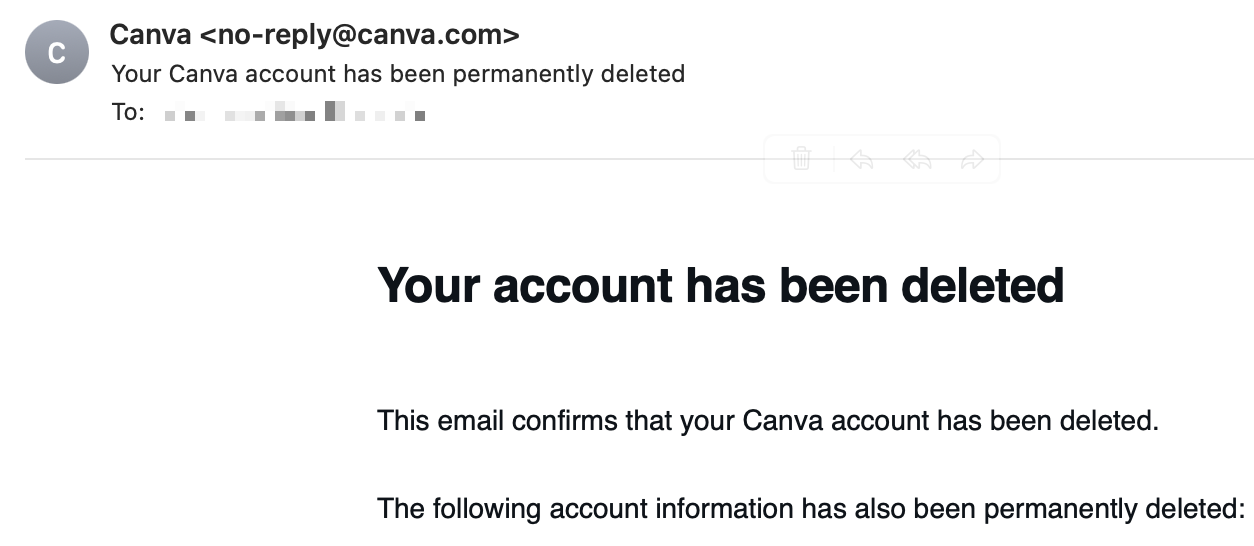 C
Canva <no-reply@canva.com>
Your Canva account has been permanently deleted
To:
Your account has been deleted
This email confirms that your Canva account has been deleted.
The following account information has also been permanently deleted: